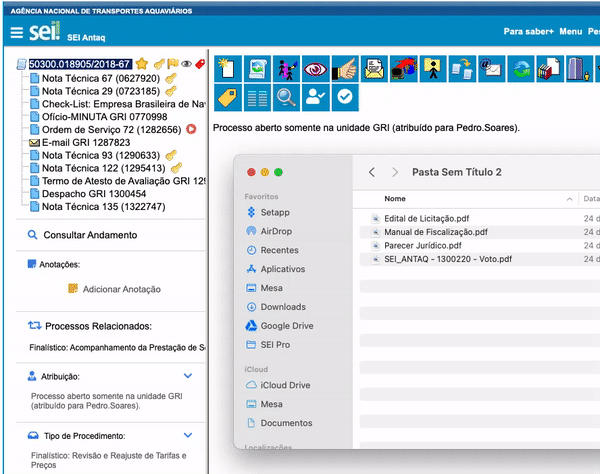 AGÊNCIA NACIONAL DE TRANSPORTES AQUAVIÁRIOS
sei!
SEI Antaq
Para saber+ Menu Pes
50300.018905/2018-67
Nota Técnica 67 (0627920)
Nota Técnica 29 (0723185)
Check-List: Empresa Brasileira de Nav
Ofício-MINUTA GRI 0770998
Ordem de Serviço 72 (1282656)
E-mail GRI 1287823
Nota Técnica 93 (1290633)
Nota Técnica 122 (1295413)
Termo de Atesto de Avaliação GRI 129
Despacho GRI 1300454
Nota Técnica 135 (1322747)
Consultar Andamento
Anotações:
Adicionar Anotação
Processos Relacionados:
Finalístico: Acompanhamento da Prestação de Se
Atribuição:
Processo aberto somente na unidade GRI
(atribuído para Pedro.Soares).
Tipo de Procedimento:
Finalístico: Revisão e Reajuste de Tarifas e
Preços
Processo aberto somente na unidade GRI (atribuído para Pedro.Soares).
Favoritos
Setapp
AirDrop
Recentes
Aplicativos
Mesa
Downloads
Google Drive
SEI Pro
iCloud
iCloud Drive
Mesa
Documentos
Localizações
Pasta Sem Título 2
Nome
Data
Edital de Licitação.pdf
24 d
Manual de Fiscalização.pdf
24 d
Parecer Jurídico.pdf
24 d
SEI_ANTAQ - 1300220 - Voto.pdf
24 d